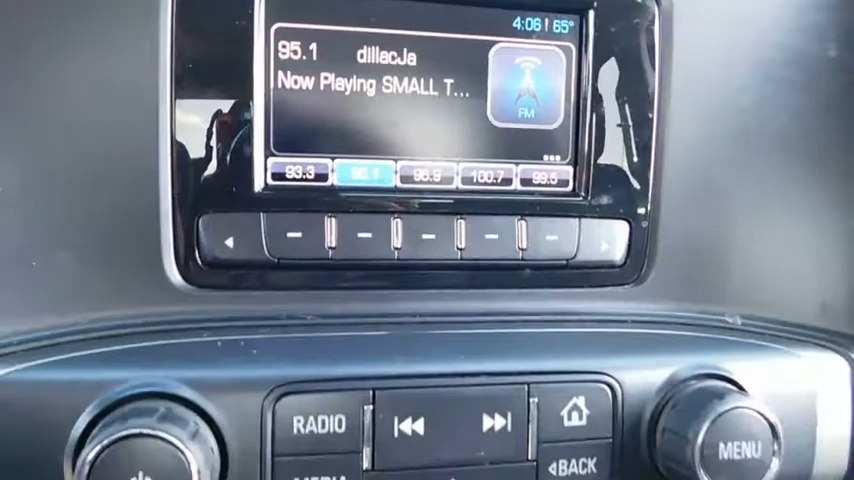 4:06 65°
95.1 dillacJa
Now Playing SMALL T...
FM
93.3 95.1 96.9 100.7 99.5
RADIO
MEDIA
BACK
MENU